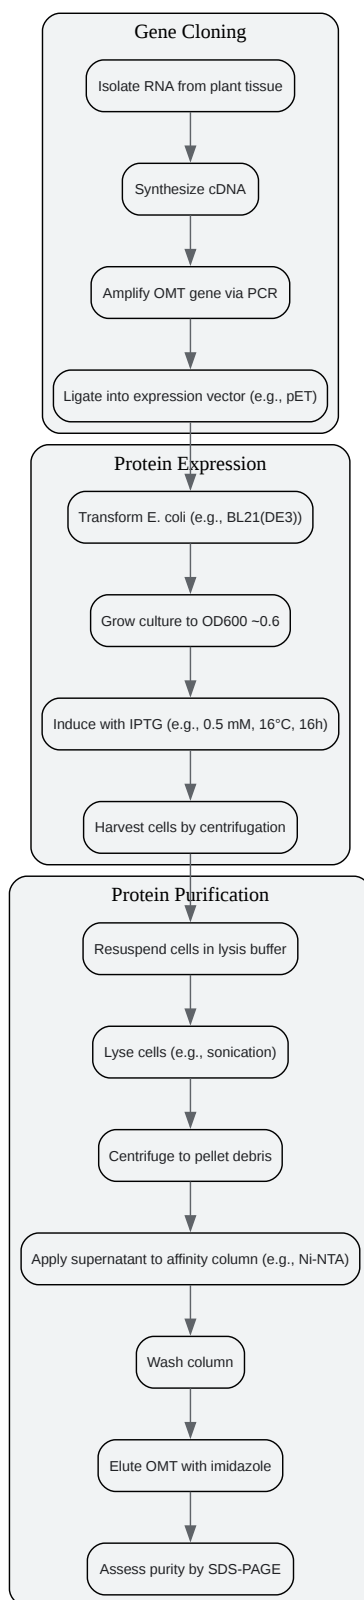 Gene Cloning
Isolate RNA from plant tissue
Synthesize cDNA
Amplify OMT gene via PCR
Ligate into expression vector (e.g., pET)
Protein Expression
Transform E. coli (e.g., BL21(DE3))
Grow culture to OD600 ~0.6
Induce with IPTG (e.g., 0.5 mM, 16°C, 16h)
Harvest cells by centrifugation
Protein Purification
Resuspend cells in lysis buffer
Lyse cells (e.g., sonication)
Centrifuge to pellet debris
Apply supernatant to affinity column (e.g., Ni-NTA)
Wash column
Elute OMT with imidazole
Assess purity by SDS-PAGE